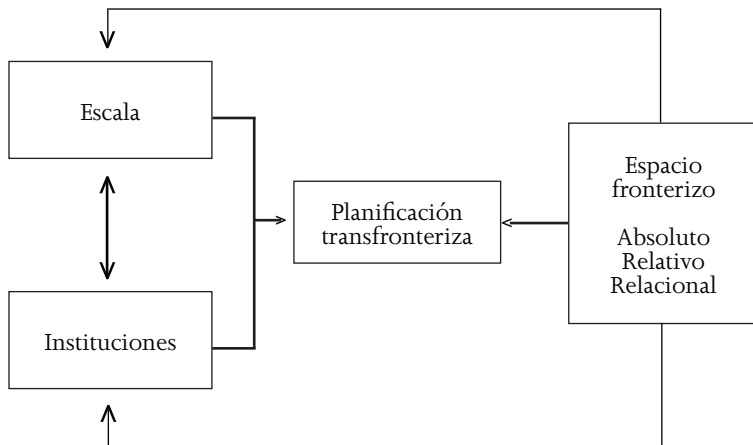 Escala
Espacio
fronterizo
Planificación
transfronteriza
Absoluto
Relativo
Relacional
Instituciones